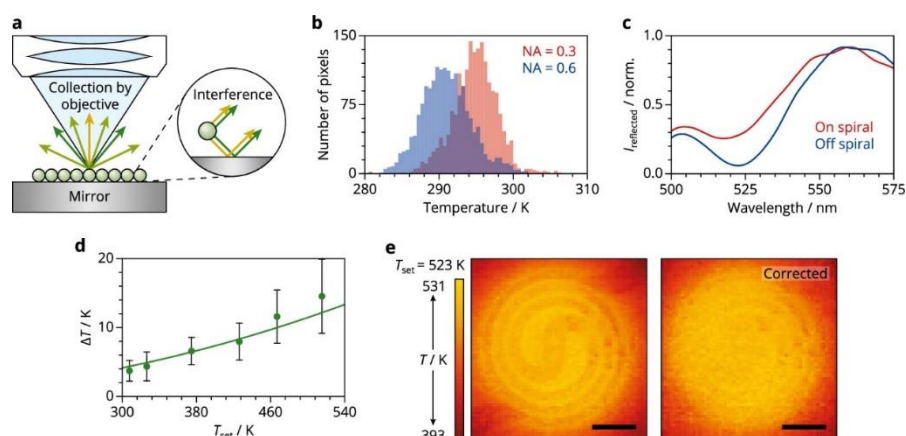 a
Collection by
objective
Interference
Mirror
b
150
75
0
Number of pixels
NA = 0.3
NA = 0.6
280 290 300 310
Temperature / K
c
1.0
0.5
0.0
I reflected / norm.
On spiral
Off spiral
500 525 550 575
Wavelength / nm
d
20
10
0
ΔT / K
300 380 460 540
T set / K
e
T set = 523 K
531
T / K
393
Corrected